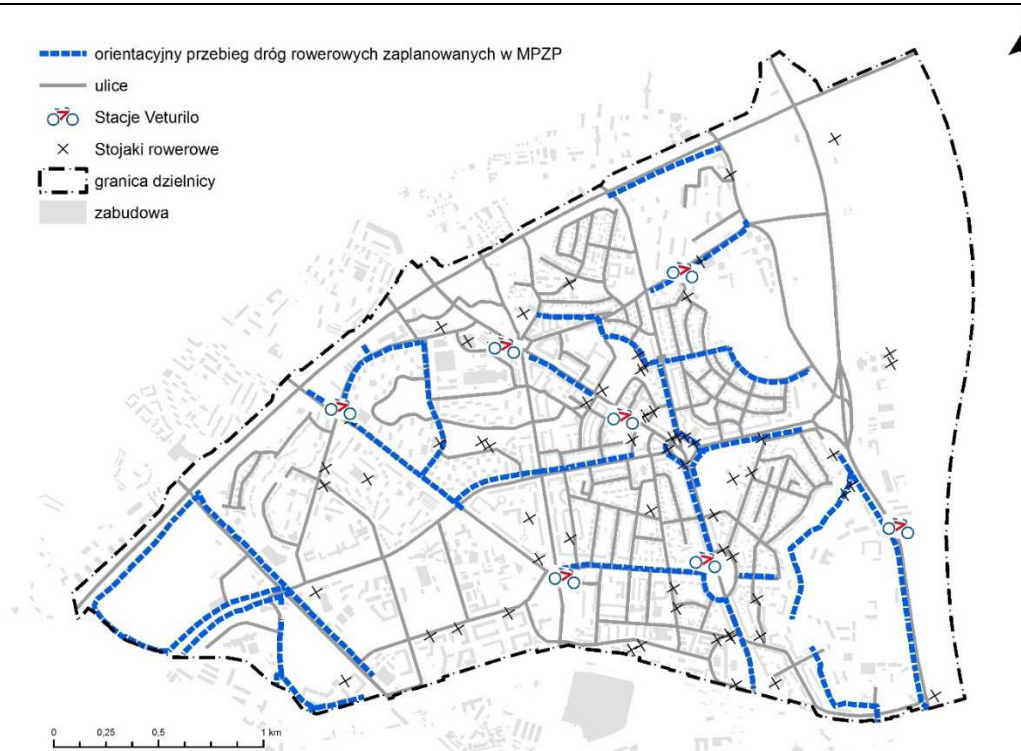 orientacyjny przebieg dróg rowerowych zaplanowanych w MPZP
ulice
Stacje Veturilo
Stojaki rowerowe
granica dzielnicy
zabudowa
0 0,25 0,5 1 km